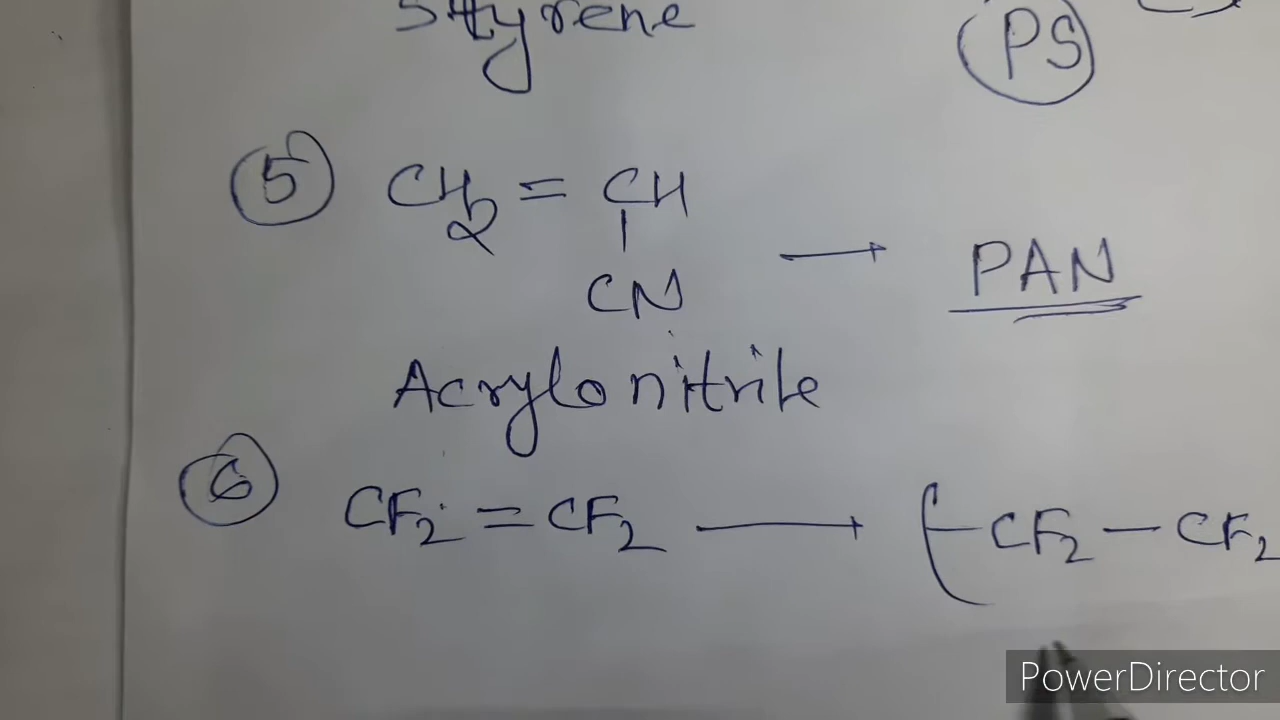 Styrene
PS
5 CH2 = CH
CN
→ PAN
Acrylonitrile
6 CF2 = CF2 → ( CF2 — CF2
PowerDirector